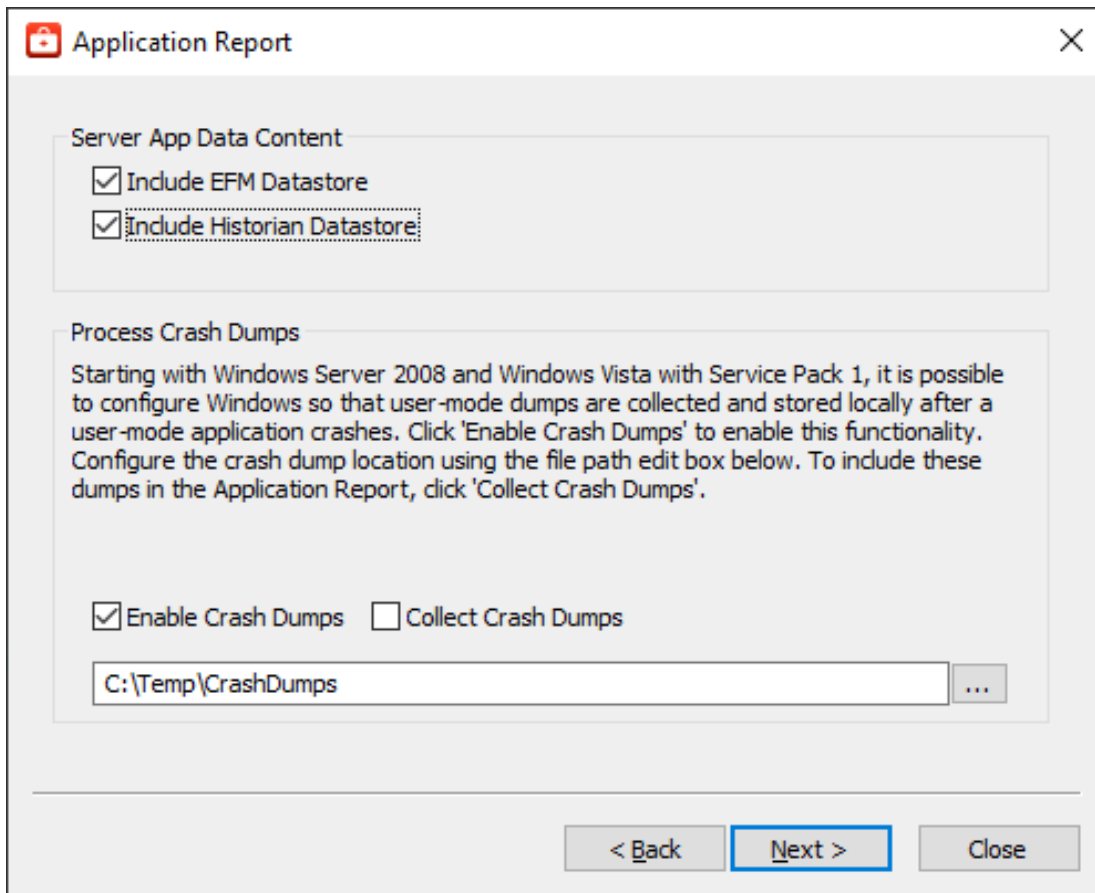 Application Report
Server App Data Content
Include EFM Datastore
Include Historian Datastore
Process Crash Dumps
Starting with Windows Server 2008 and Windows Vista with Service Pack 1, it is possible
to configure Windows so that user-mode dumps are collected and stored locally after a
user-mode application crashes. Click 'Enable Crash Dumps' to enable this functionality.
Configure the crash dump location using the file path edit box below. To include these
dumps in the Application Report, click 'Collect Crash Dumps'.
Enable Crash Dumps Collect Crash Dumps
C:\Temp\CrashDumps ...
< Back Next > Close